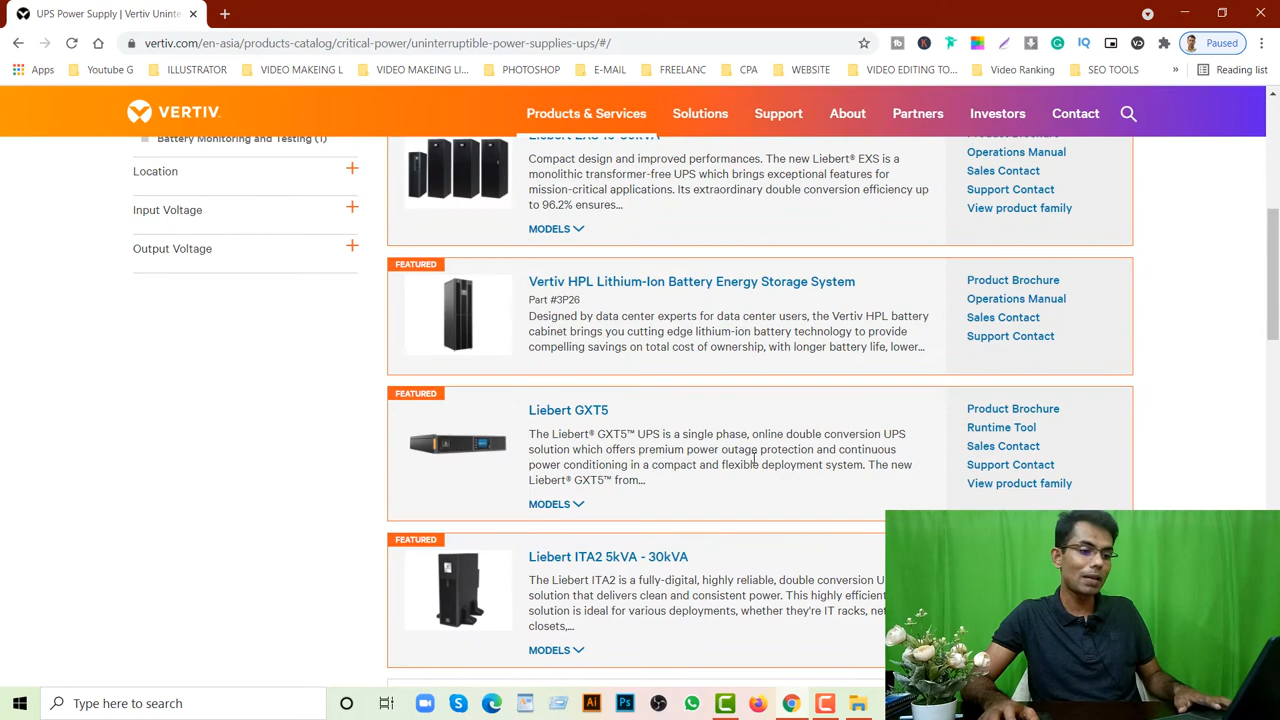 UPS Power Supply | Vertiv Uninte
vertiv.com/en-asia/products-catalog/critical-power/uninterruptible-power-supplies-ups/#/
Paused
Apps
Youtube G
ILLUSTRATOR
VIDEO MAKEING L
VIDEO MAKEING LI...
PHOTOSHOP
E-MAIL
FREELANC
CPA
WEBSITE
VIDEO EDITING TO...
Video Ranking
SEO TOOLS
»
Reading list
VERTIV
Products & Services
Solutions
Support
About
Partners
Investors
Contact
Battery Monitoring and Testing (1)
Location
Input Voltage
Output Voltage
Compact design and improved performances. The new Liebert® EXS is a
monolithic transformer-free UPS which brings exceptional features for
mission-critical applications. Its extraordinary double conversion efficiency up
to 96.2% ensures...
MODELS
Operations Manual
Sales Contact
Support Contact
View product family
FEATURED
Vertiv HPL Lithium-Ion Battery Energy Storage System
Part #3P26
Designed by data center experts for data center users, the Vertiv HPL battery
cabinet brings you cutting edge lithium-ion battery technology to provide
compelling savings on total cost of ownership, with longer battery life, lower...
Product Brochure
Operations Manual
Sales Contact
Support Contact
FEATURED
Liebert GXT5
The Liebert® GXT5™ UPS is a single phase, online double conversion UPS
solution which offers premium power outage protection and continuous
power conditioning in a compact and flexible deployment system. The new
Liebert® GXT5™ from...
MODELS
Product Brochure
Runtime Tool
Sales Contact
Support Contact
View product family
FEATURED
Liebert ITA2 5kVA - 30kVA
The Liebert ITA2 is a fully-digital, highly reliable, double conversion U
solution that delivers clean and consistent power. This highly efficient
solution is ideal for various deployments, whether they're IT racks, net
closets,...
MODELS
Type here to search